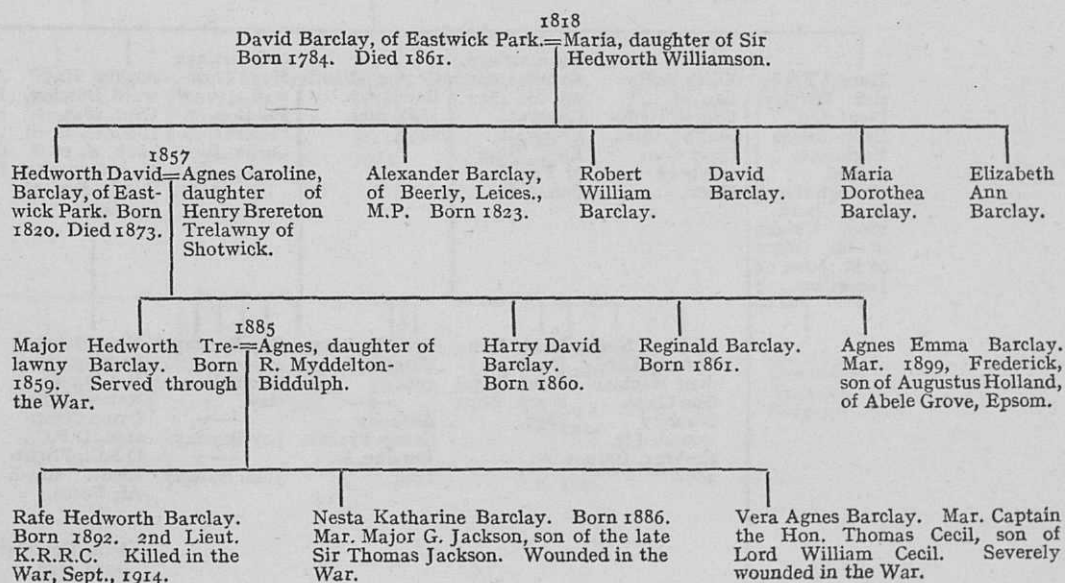 1818
David Barclay, of Eastwick Park.=Maria, daughter of Sir
Born 1784. Died 1861. Hedworth Williamson.
1857
Hedworth David=Agnes Caroline,
Barclay, of East- daughter of
wick Park. Born Henry Brereton
1820. Died 1873. Trelawny of
Shotwick.
Alexander Barclay,
of Beerly, Leices.,
M.P. Born 1823.
Robert
William
Barclay.
David
Barclay.
Maria
Dorothea
Barclay.
Elizabeth
Ann
Barclay.
1885
Major Hedworth Tre-=Agnes, daughter of
lawny Barclay. Born R. Myddelton-
1859. Served through Biddulph.
the War.
Harry David
Barclay.
Born 1860.
Reginald Barclay.
Born 1861.
Agnes Emma Barclay.
Mar. 1899, Frederick,
son of Augustus Holland,
of Abele Grove, Epsom.
Rafe Hedworth Barclay.
Born 1892. 2nd Lieut.
K.R.R.C. Killed in the
War, Sept., 1914.
Nesta Katharine Barclay. Born 1886.
Mar. Major G. Jackson, son of the late
Sir Thomas Jackson. Wounded in the
War.
Vera Agnes Barclay. Mar. Captain
the Hon. Thomas Cecil, son of
Lord William Cecil. Severely
wounded in the War.